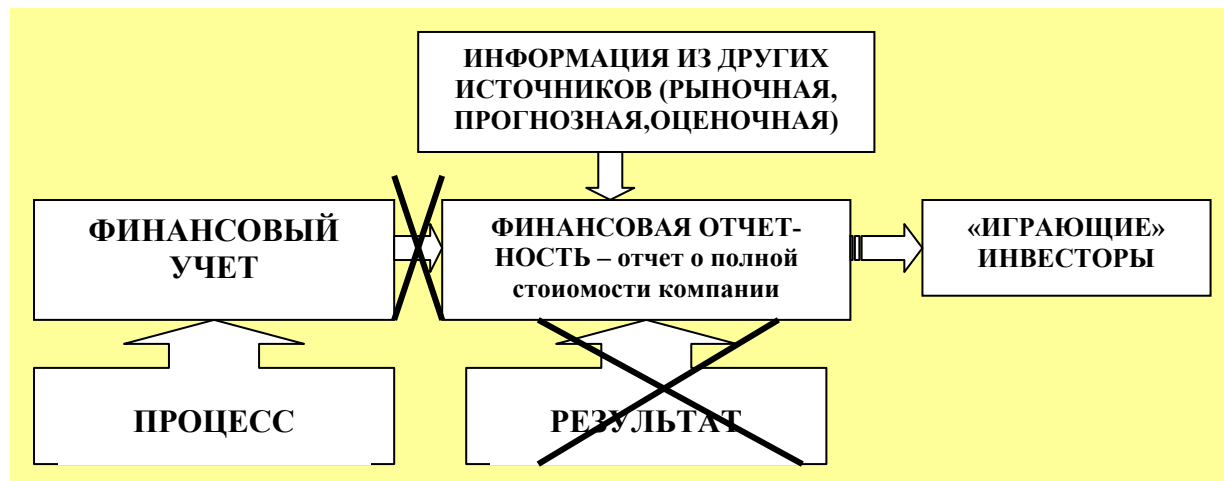 ИНФОРМАЦИЯ ИЗ ДРУГИХ
ИСТОЧНИКОВ (РЫНОЧНАЯ,
ПРОГНОЗНАЯ,ОЦЕНОЧНАЯ)
ФИНАНСОВЫЙ
УЧЕТ
ФИНАНСОВАЯ ОТЧЕТ-
НОСТЬ – отчет о полной
стоиомости компании
«ИГРАЮЩИЕ»
ИНВЕСТОРЫ
ПРОЦЕСС
РЕЗУЛЬТАТ